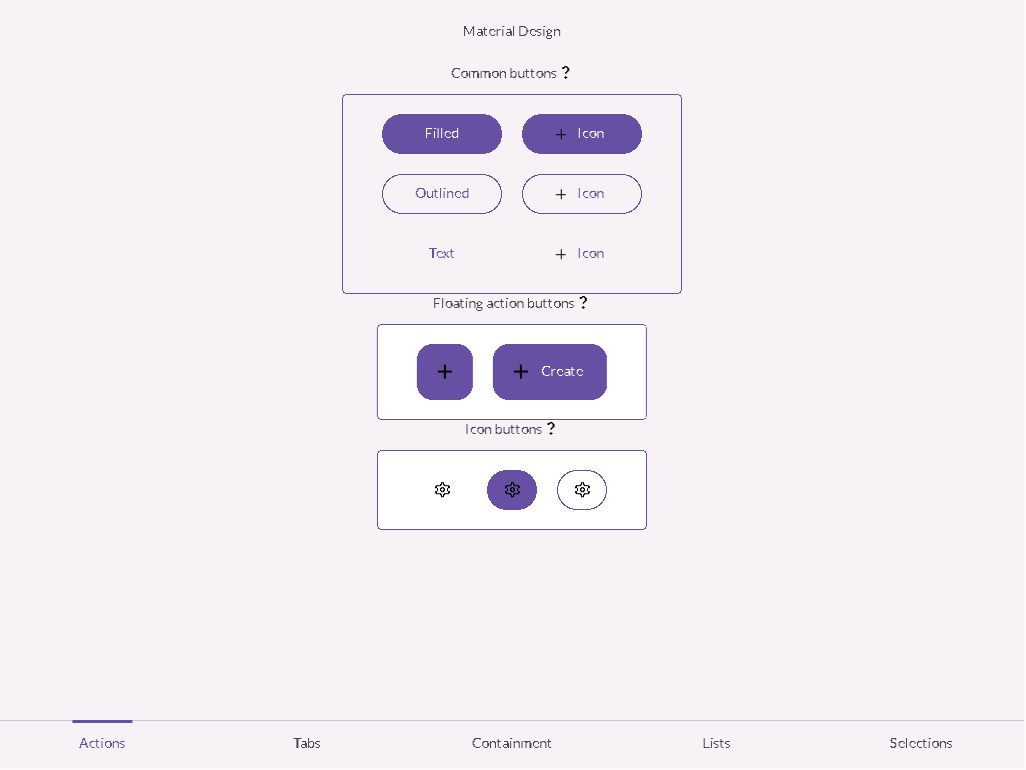 Material Design
Common buttons ?
Filled
+ Icon
Outlined
+ Icon
Text
+ Icon
Floating action buttons ?
+
+ Create
Icon buttons ?
Actions
Tabs
Containment
Lists
Selections